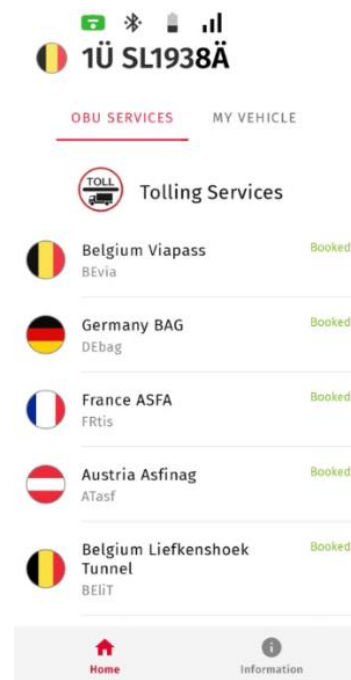 1Ü SL1938Ä
OBU SERVICES MY VEHICLE
TOLL
Tolling Services
Belgium Viapass Booked
BEvia
Germany BAG Booked
DEbag
France ASFA Booked
FRtis
Austria Asfinag Booked
ATasf
Belgium Liefkenshoek Booked
Tunnel
BEliT
Home Information